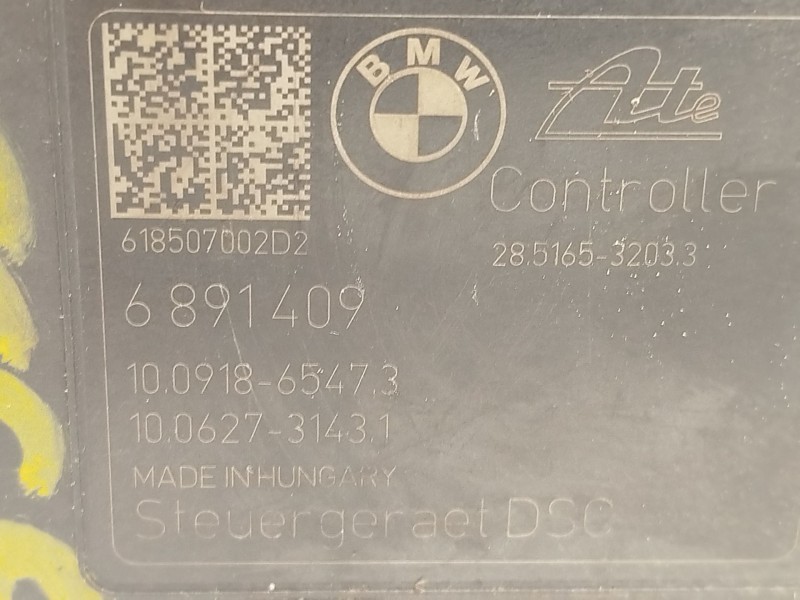 BMW
Ate
Controller
618507002D2
28.5165-3203.3
6 891 409
10.0918-6547.3
10.0627-3143.1
MADE IN HUNGARY
Steuergeraet DSC